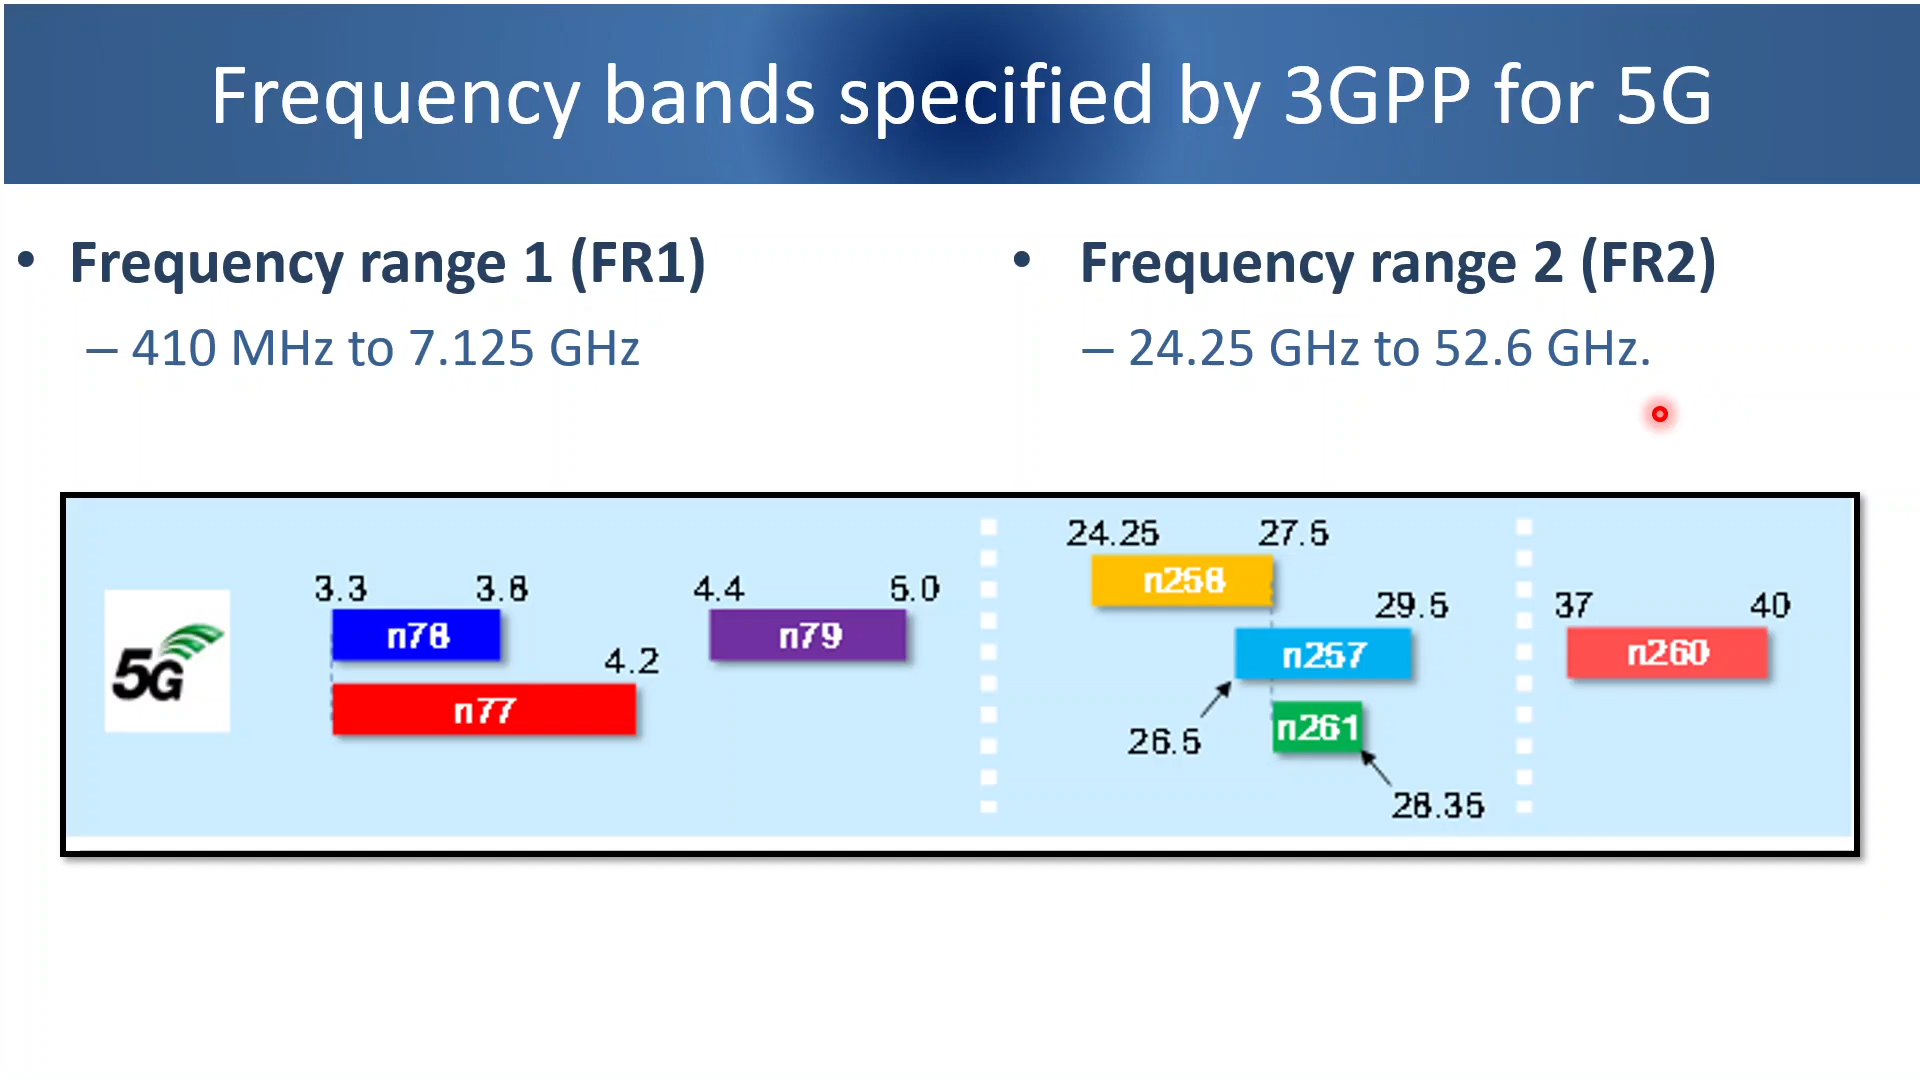 Frequency bands specified by 3GPP for 5G
• Frequency range 1 (FR1)
– 410 MHz to 7.125 GHz
• Frequency range 2 (FR2)
– 24.25 GHz to 52.6 GHz.
5G
3.3 3.8
n78
4.2
n77
4.4 5.0
n79
24.25 27.5
n258
29.5
n257
26.5
n261
28.35
37 40
n260